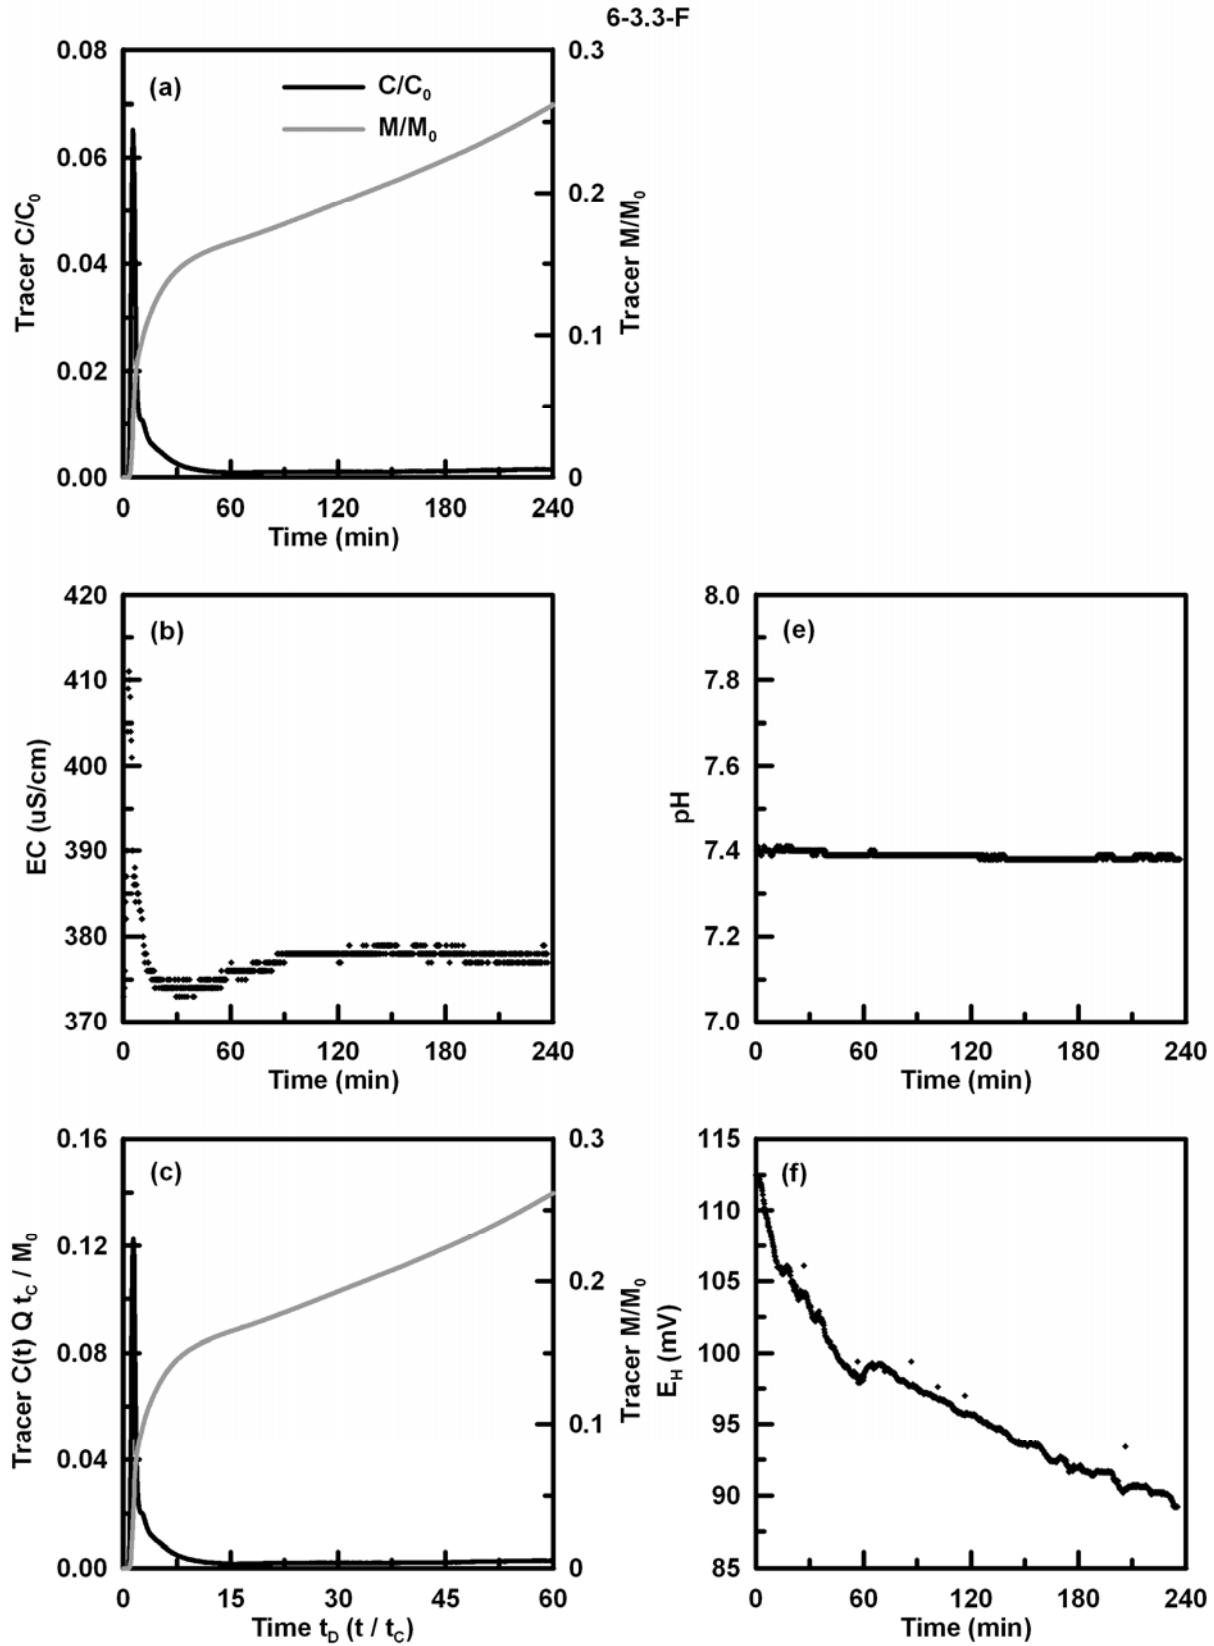 6-3.3-F
(a)
C/C0
M/M0
0.08
0.06
0.04
0.02
0.00
Tracer C/C0
0.3
0.2
0.1
0
Tracer M/M0
0 60 120 180 240
Time (min)
(b)
420
410
400
390
380
370
EC (uS/cm)
0 60 120 180 240
Time (min)
(e)
8.0
7.8
7.6
7.4
7.2
7.0
pH
0 60 120 180 240
Time (min)
(c)
0.16
0.12
0.08
0.04
0.00
Tracer C(t) Q tC / M0
0.3
0.2
0.1
0
Tracer M/M0
0 15 30 45 60
Time tD (t / tC)
(f)
115
110
105
100
95
90
85
EH (mV)
0 60 120 180 240
Time (min)